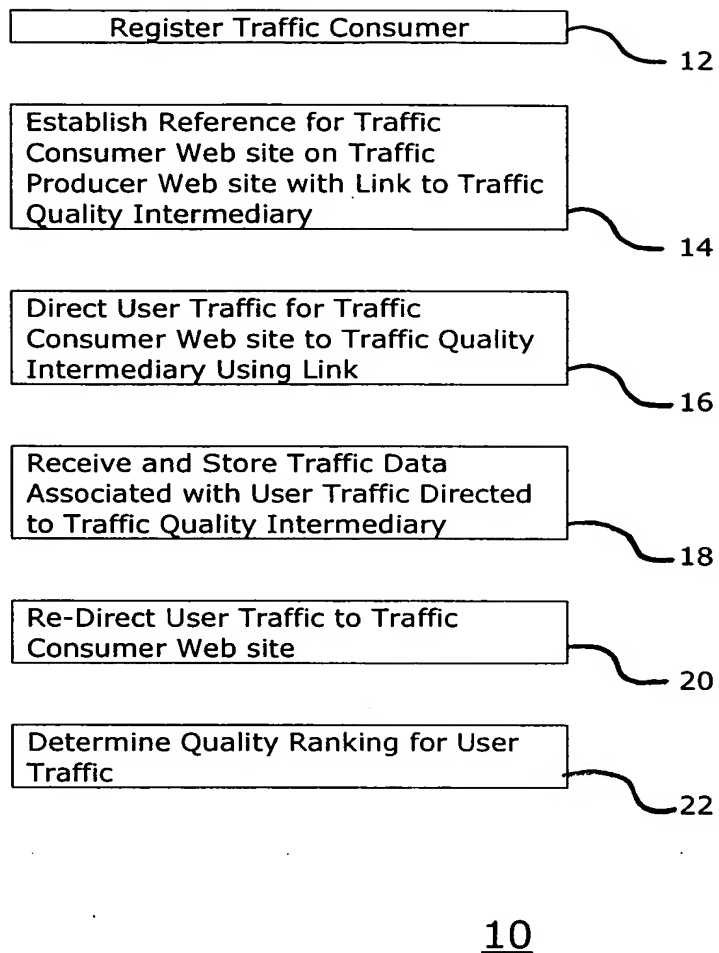 Register Traffic Consumer
12
Establish Reference for Traffic
Consumer Web site on Traffic
Producer Web site with Link to Traffic
Quality Intermediary
14
Direct User Traffic for Traffic
Consumer Web site to Traffic Quality
Intermediary Using Link
16
Receive and Store Traffic Data
Associated with User Traffic Directed
to Traffic Quality Intermediary
18
Re-Direct User Traffic to Traffic
Consumer Web site
20
Determine Quality Ranking for User
Traffic
22
10